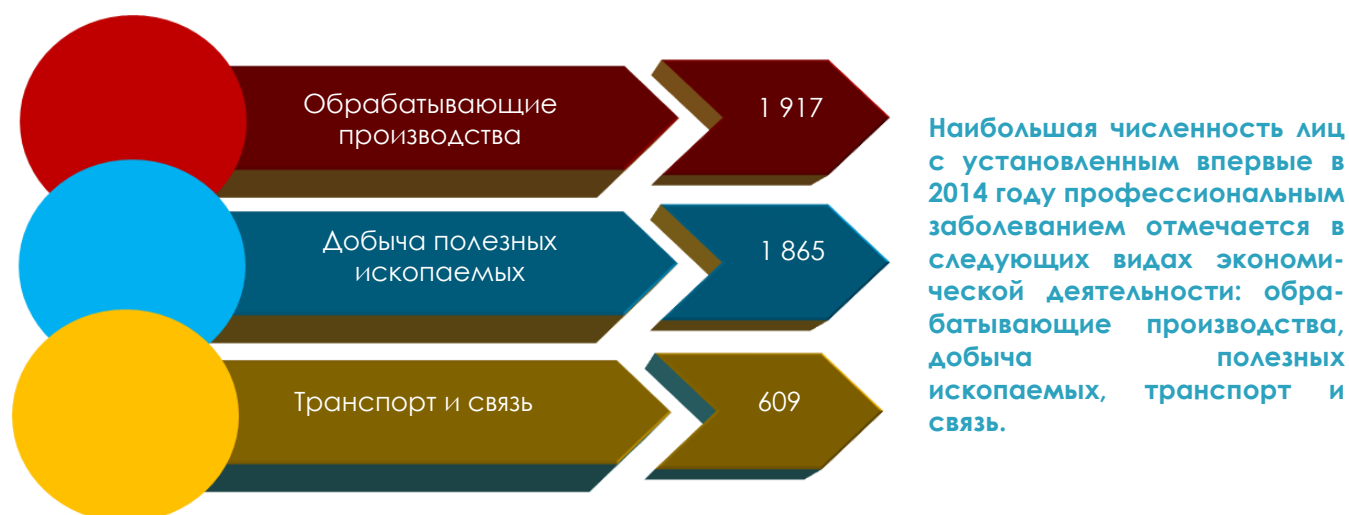 Обрабатывающие
производства
1 917
Добыча полезных
ископаемых
1 865
Транспорт и связь
609
Наибольшая численность лиц
с установленным впервые в
2014 году профессиональным
заболеванием отмечается в
следующих видах экономи-
ческой деятельности: обра-
батывающие производства,
добыча полезных
ископаемых, транспорт и
связь.